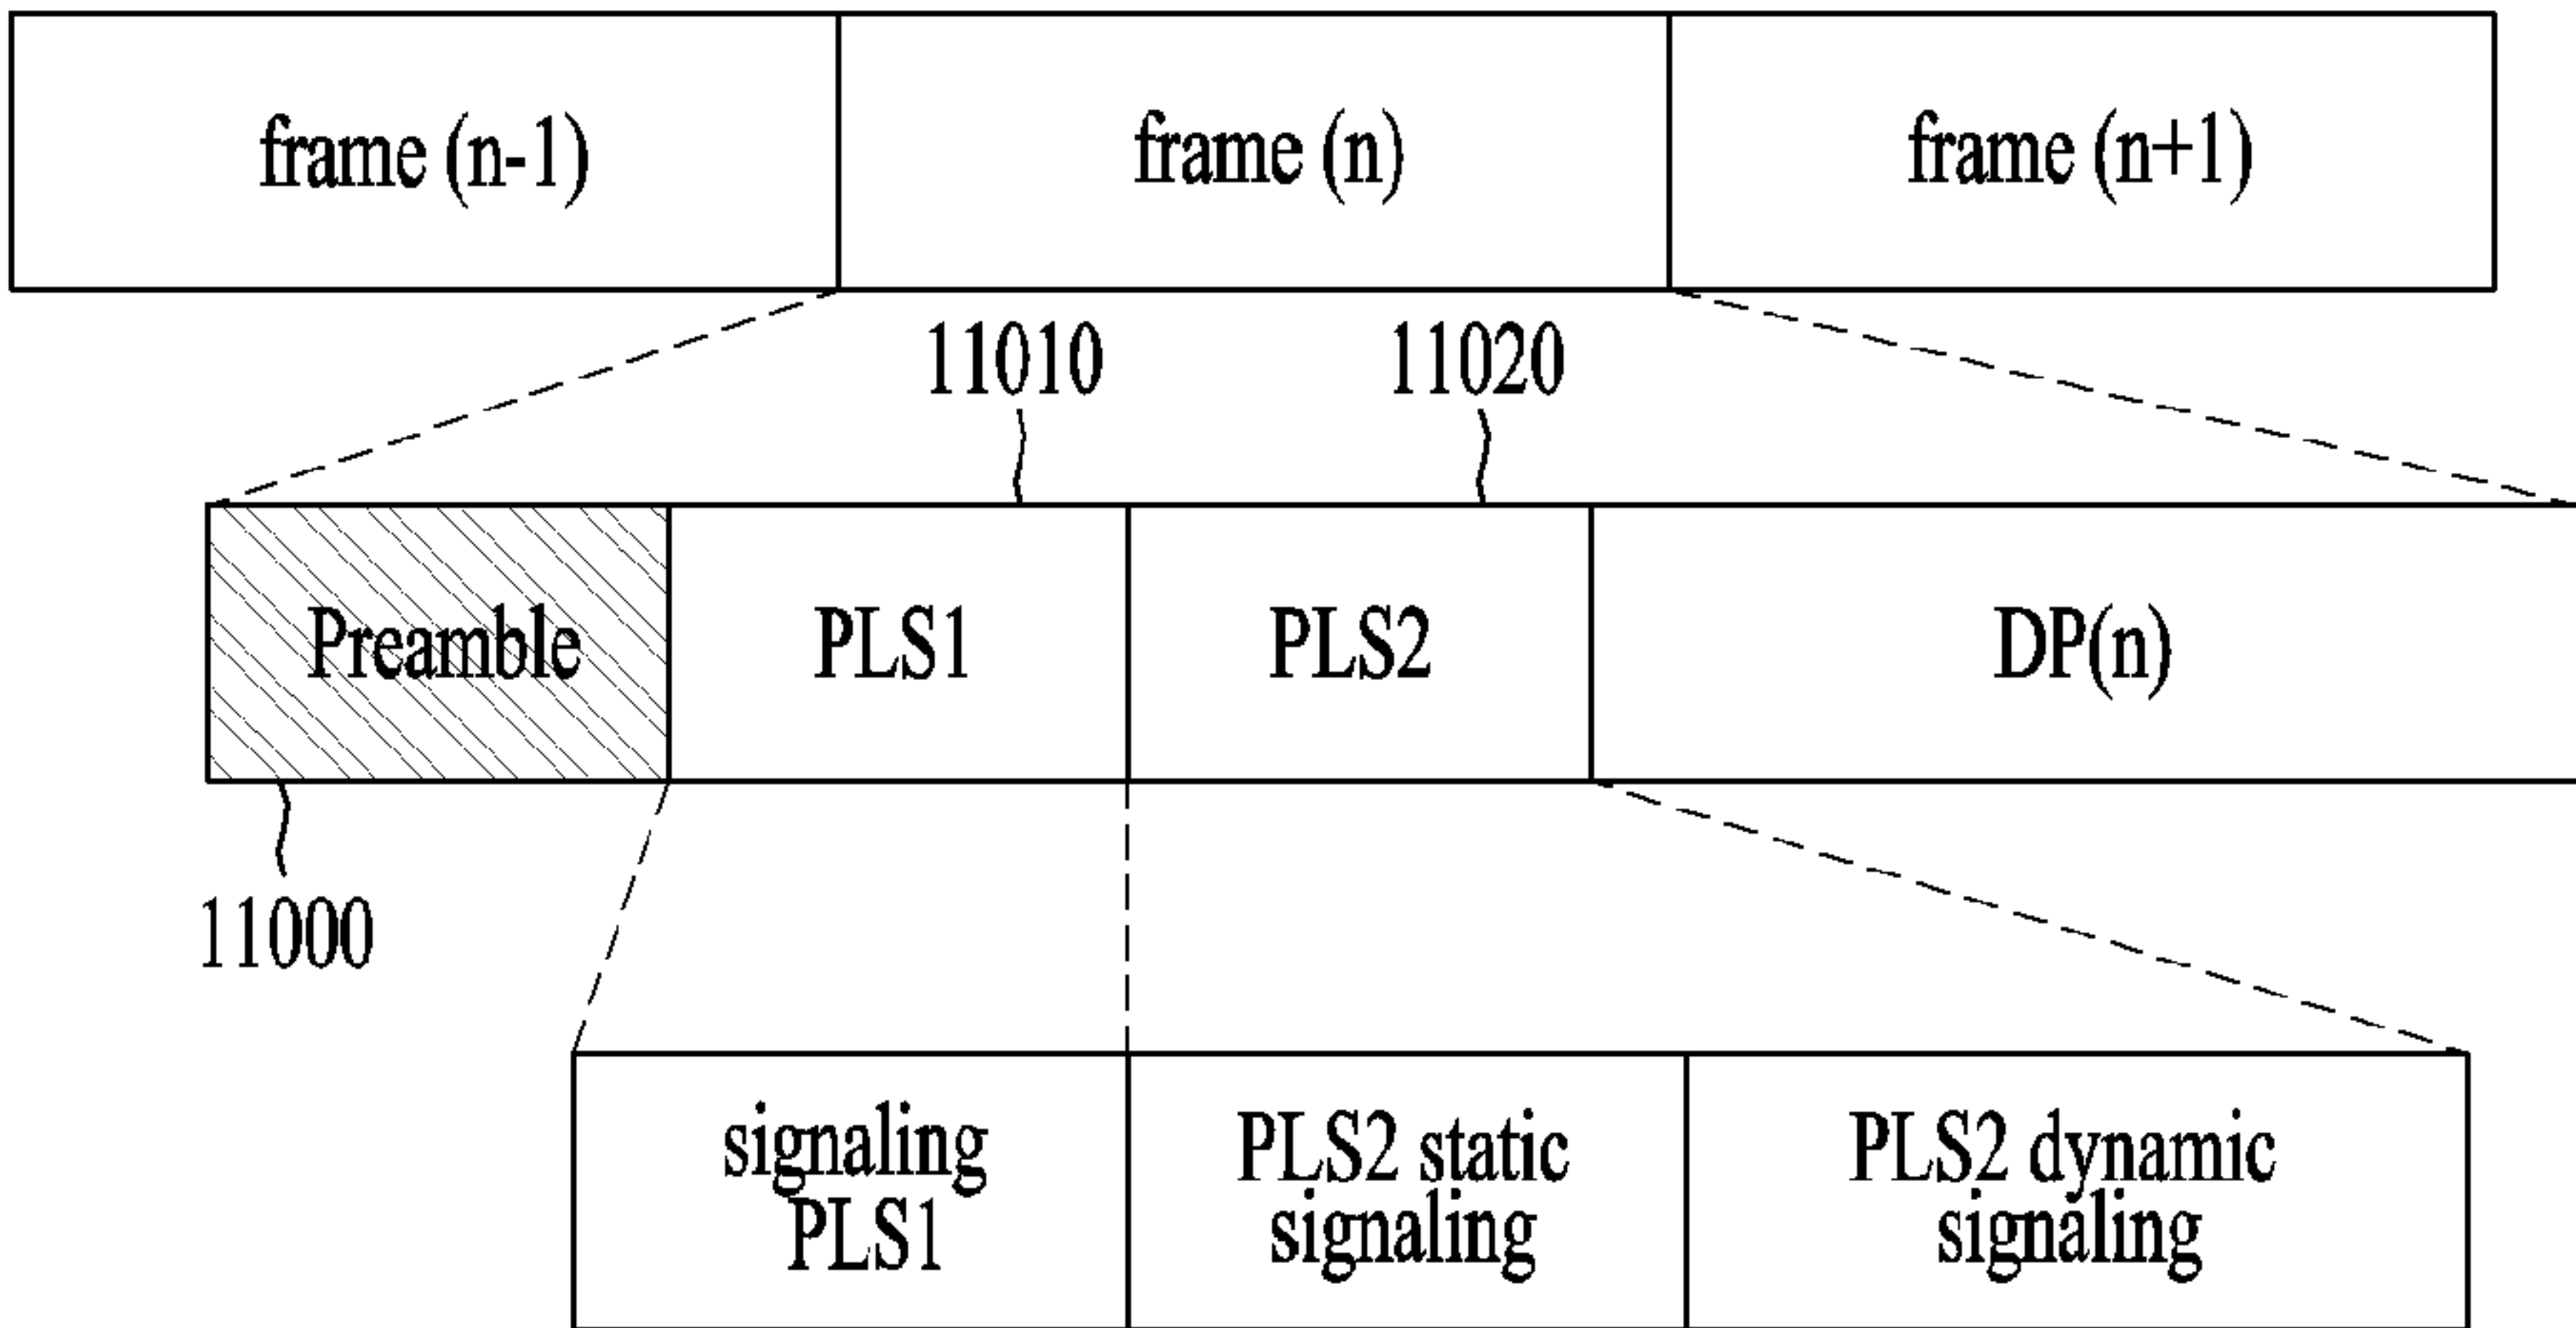 frame (n-1)
frame (n)
frame (n+1)
11010
11020
Preamble
PLS1
PLS2
DP(n)
11000
signaling
PLS1
PLS2 static
signaling
PLS2 dynamic
signaling